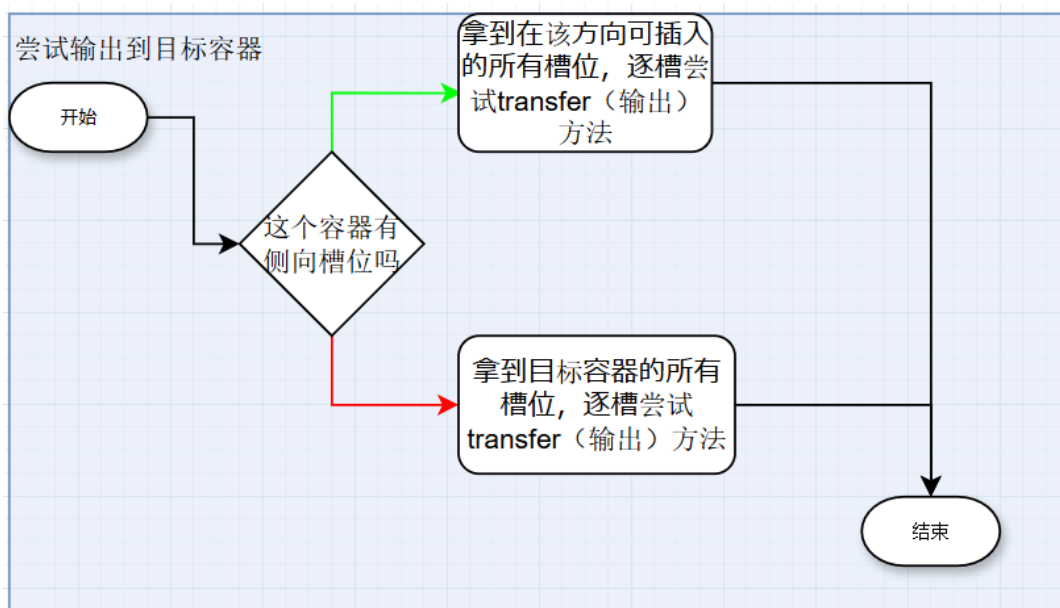 尝试输出到目标容器
开始
拿到在该方向可插入
的所有槽位，逐槽尝
试transfer（输出）
方法
这个容器有
侧向槽位吗
拿到目标容器的所有
槽位，逐槽尝试
transfer（输出）方法
结束